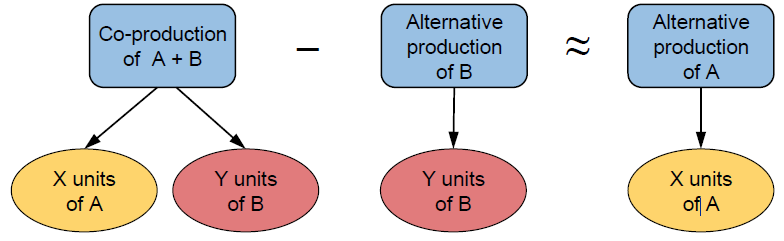 Co-production
of A + B
–
Alternative
production
of B
≈
Alternative
production
of A
X units
of A
Y units
of B
Y units
of B
X units
of A